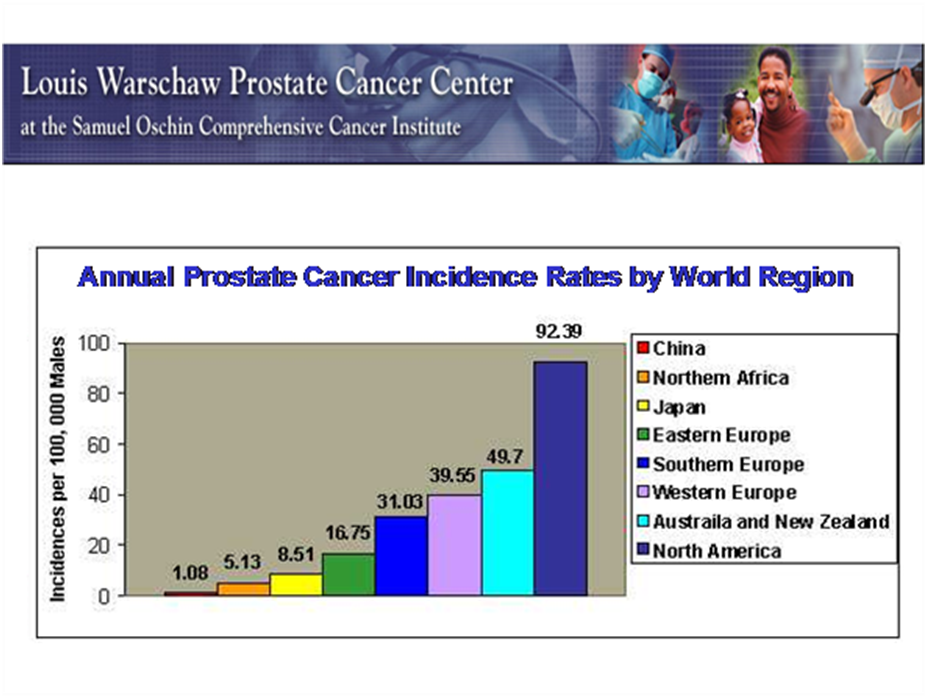 Louis Warschaw Prostate Cancer Center
at the Samuel Oschin Comprehensive Cancer Institute
Annual Prostate Cancer Incidence Rates by World Region
Incidences per 100, 000 Males
100
80
60
40
20
0
1.08
5.13
8.51
16.75
31.03
39.55
49.7
92.39
China
Northern Africa
Japan
Eastern Europe
Southern Europe
Western Europe
Austraila and New Zealand
North America